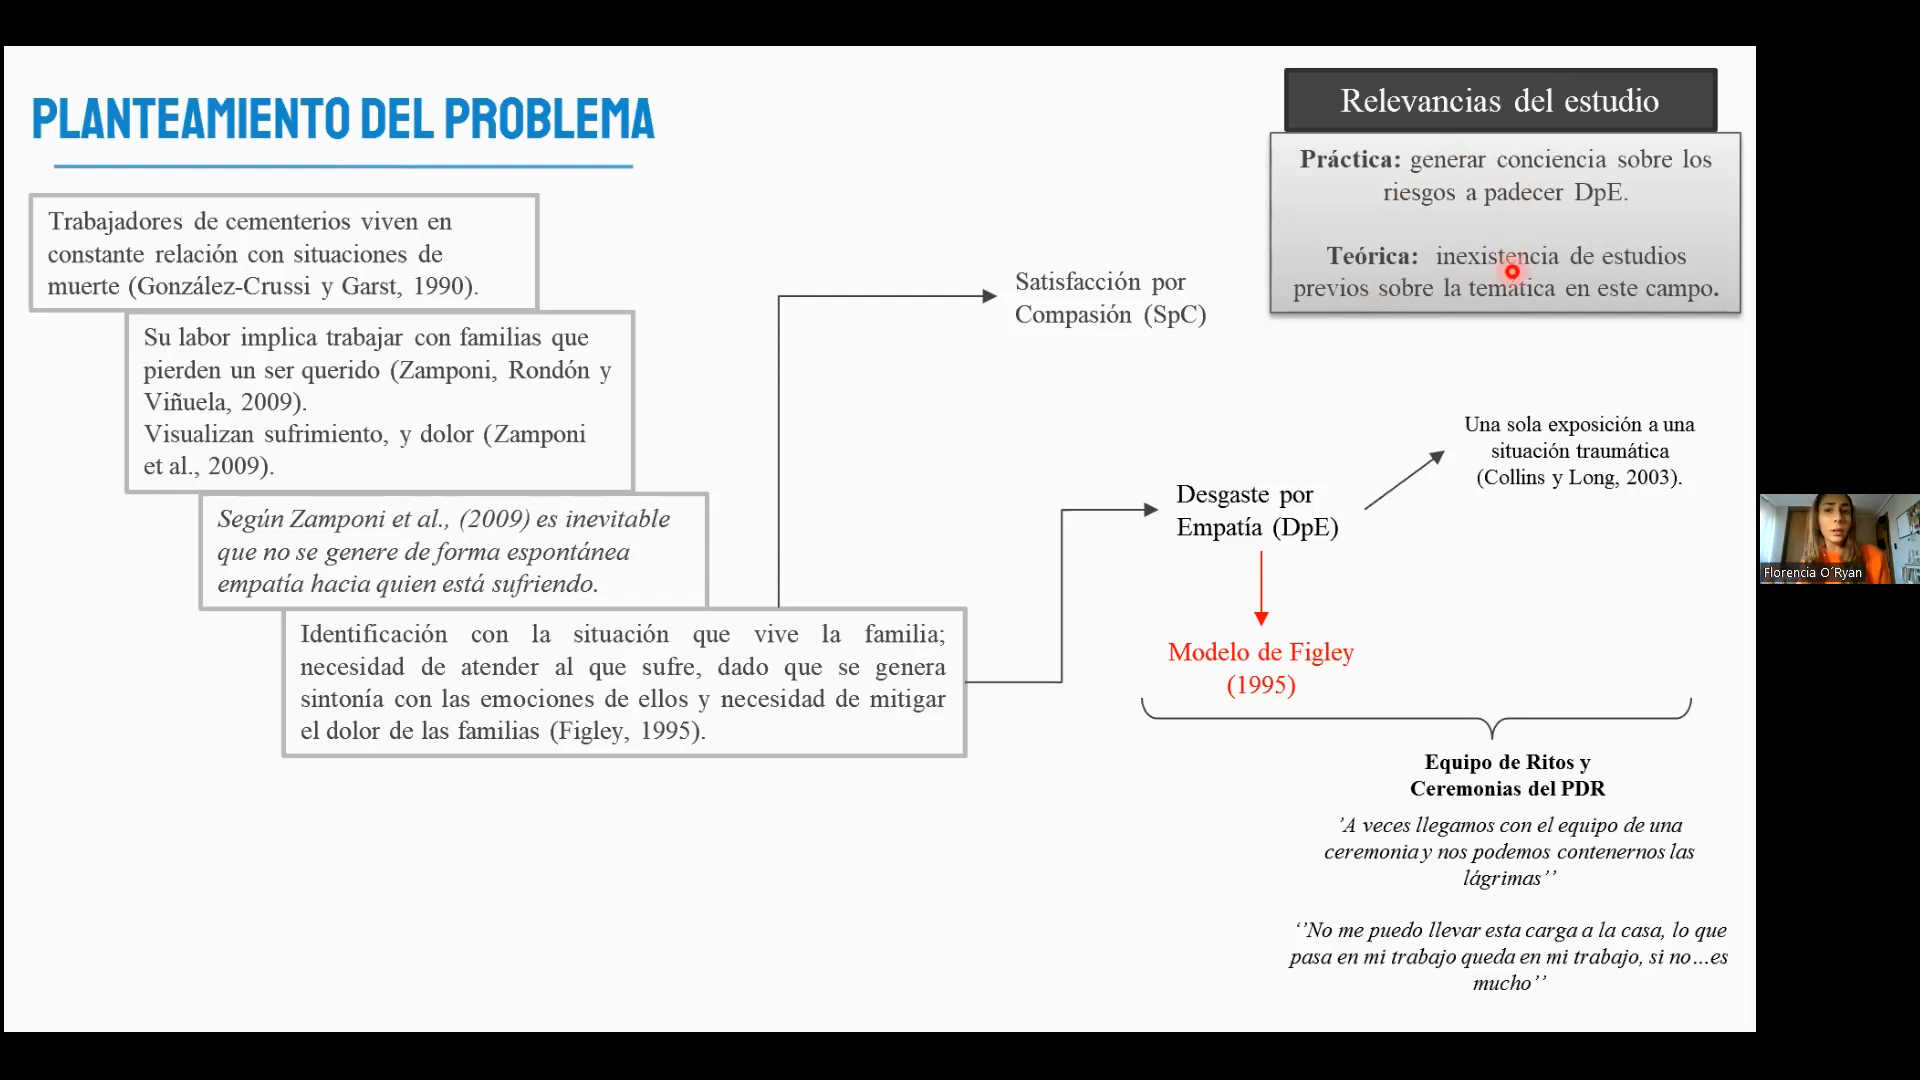 PLANTEAMIENTO DEL PROBLEMA
Trabajadores de cementerios viven en
constante relación con situaciones de
muerte (González-Crussi y Garst, 1990).
Su labor implica trabajar con familias que
pierden un ser querido (Zamponi, Rondón y
Viñuela, 2009).
Visualizan sufrimiento, y dolor (Zamponi
et al., 2009).
Según Zamponi et al., (2009) es inevitable
que no se genere de forma espontánea
empatía hacia quien está sufriendo.
Identificación con la situación que vive la familia;
necesidad de atender al que sufre, dado que se genera
sintonía con las emociones de ellos y necesidad de mitigar
el dolor de las familias (Figley, 1995).
Satisfacción por
Compasión (SpC)
Desgaste por
Empatía (DpE)
Modelo de Figley
(1995)
Relevancias del estudio
Práctica: generar conciencia sobre los
riesgos a padecer DpE.
Teórica: inexistencia de estudios
previos sobre la temática en este campo.
Una sola exposición a una
situación traumática
(Collins y Long, 2003).
Equipo de Ritos y
Ceremonias del PDR
’A veces llegamos con el equipo de una
ceremonia y nos podemos contenernos las
lágrimas’’
‘’No me puedo llevar esta carga a la casa, lo que
pasa en mi trabajo queda en mi trabajo, si no...es
mucho’’
Florencia O´Ryan